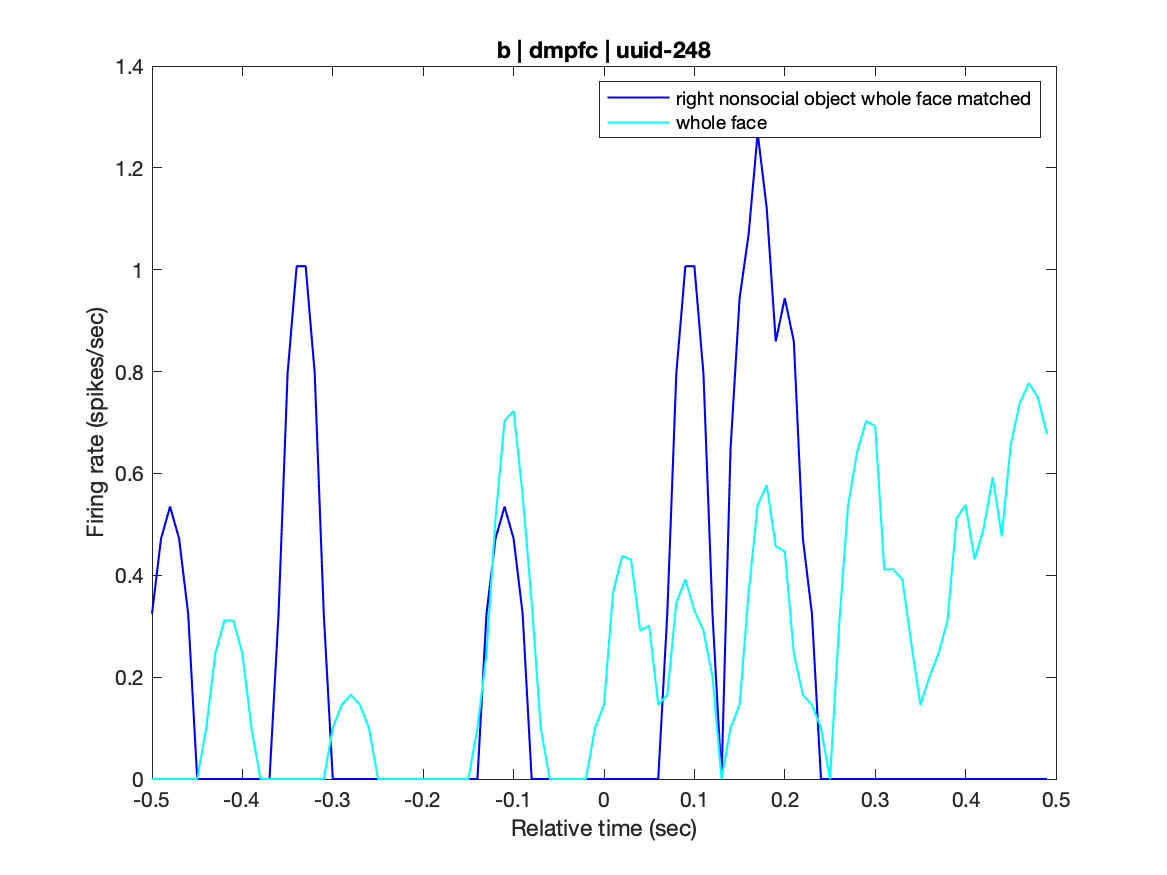 b | dmpfc | uuid-248
right nonsocial object whole face matched
whole face
1.4
1.2
1
0.8
0.6
0.4
0.2
0
Firing rate (spikes/sec)
-0.5 -0.4 -0.3 -0.2 -0.1 0 0.1 0.2 0.3 0.4 0.5
Relative time (sec)